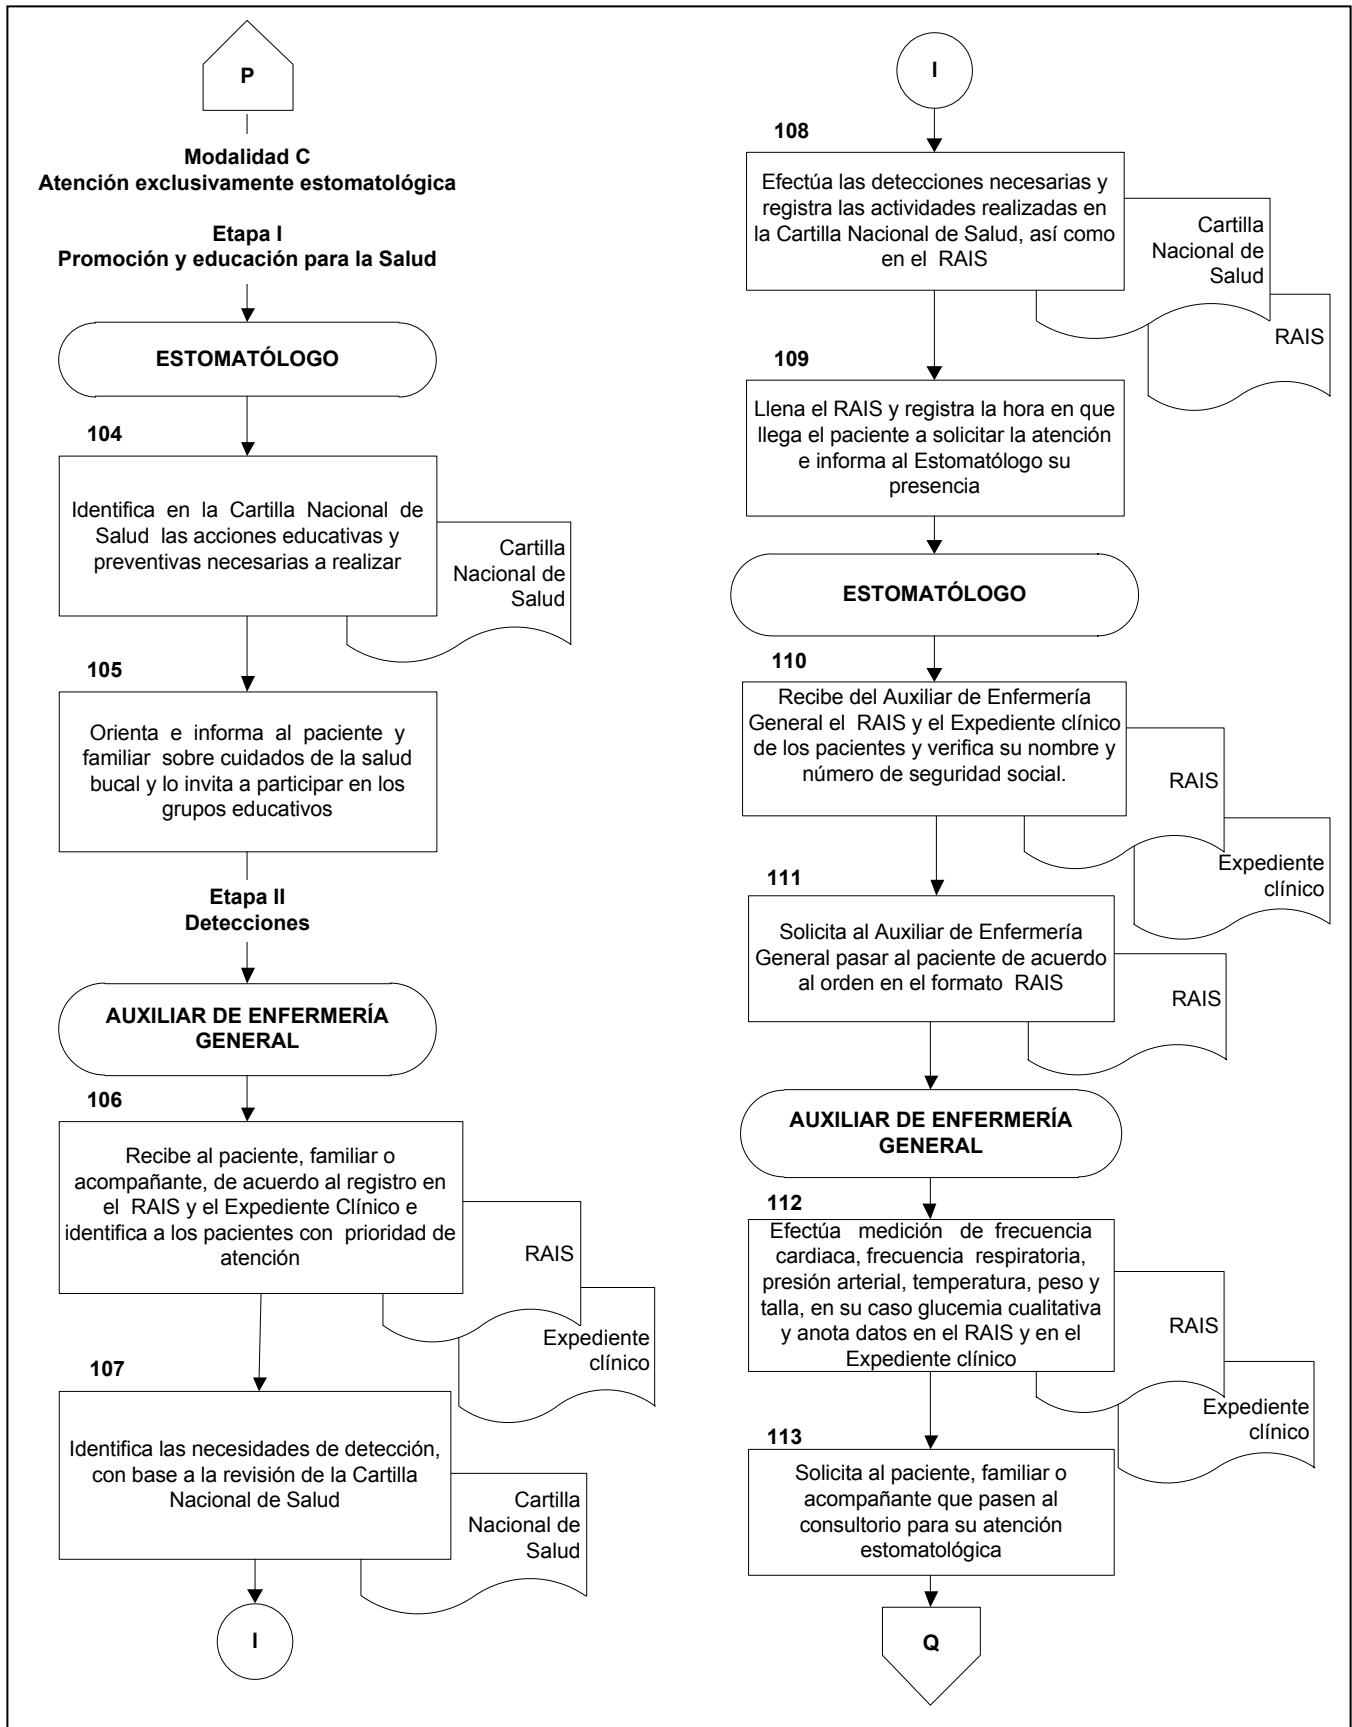 P
Modalidad C
Atención exclusivamente estomatológica
Etapa I
Promoción y educación para la Salud
ESTOMATÓLOGO
104
Identifica en la Cartilla Nacional de
Salud las acciones educativas y
preventivas necesarias a realizar
Cartilla
Nacional de
Salud
105
Orienta e informa al paciente y
familiar sobre cuidados de la salud
bucal y lo invita a participar en los
grupos educativos
Etapa II
Detecciones
AUXILIAR DE ENFERMERÍA
GENERAL
106
Recibe al paciente, familiar o
acompañante, de acuerdo al registro en
el RAIS y el Expediente Clínico e
identifica a los pacientes con prioridad de
atención
RAIS
Expediente
clínico
107
Identifica las necesidades de detección,
con base a la revisión de la Cartilla
Nacional de Salud
Cartilla
Nacional de
Salud
I
I
108
Efectúa las detecciones necesarias y
registra las actividades realizadas en
la Cartilla Nacional de Salud, así como
en el RAIS
Cartilla
Nacional de
Salud
RAIS
109
Llena el RAIS y registra la hora en que
llega el paciente a solicitar la atención
e informa al Estomatólogo su
presencia
ESTOMATÓLOGO
110
Recibe del Auxiliar de Enfermería
General el RAIS y el Expediente clínico
de los pacientes y verifica su nombre y
número de seguridad social.
RAIS
Expediente
clínico
111
Solicita al Auxiliar de Enfermería
General pasar al paciente de acuerdo
al orden en el formato RAIS
RAIS
AUXILIAR DE ENFERMERÍA
GENERAL
112
Efectúa medición de frecuencia
cardiaca, frecuencia respiratoria,
presión arterial, temperatura, peso y
talla, en su caso glucemia cualitativa
y anota datos en el RAIS y en el
Expediente clínico
RAIS
Expediente
clínico
113
Solicita al paciente, familiar o
acompañante que pasen al
consultorio para su atención
estomatológica
Q